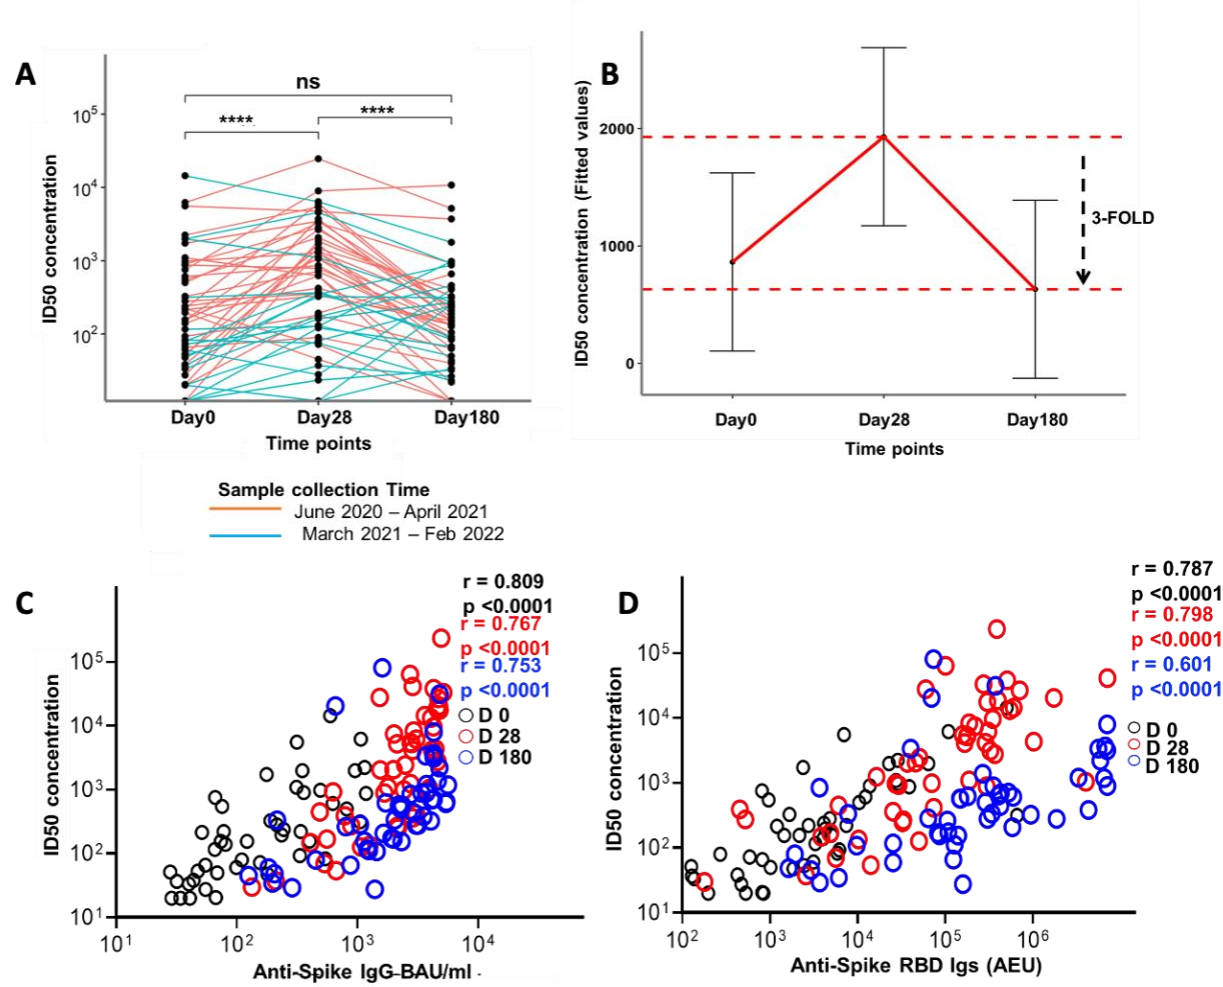 A
ns
****
****
10^5
10^4
10^3
10^2
ID50 concentration
Day0
Day28
Day180
Time points
B
2000
1000
0
ID50 concentration (Fitted values)
3-FOLD
Day0
Day28
Day180
Time points
Sample collection Time
June 2020 – April 2021
March 2021 – Feb 2022
C
r = 0.809
p <0.0001
r = 0.767
p <0.0001
r = 0.753
p <0.0001
D 0
D 28
D 180
10^5
10^4
10^3
10^2
10^1
ID50 concentration
10^1
10^2
10^3
10^4
Anti-Spike IgG-BAU/ml
D
r = 0.787
p <0.0001
r = 0.798
p <0.0001
r = 0.601
p <0.0001
D 0
D 28
D 180
10^5
10^4
10^3
10^2
10^1
ID50 concentration
10^2
10^3
10^4
10^5
10^6
Anti-Spike RBD Igs (AEU)